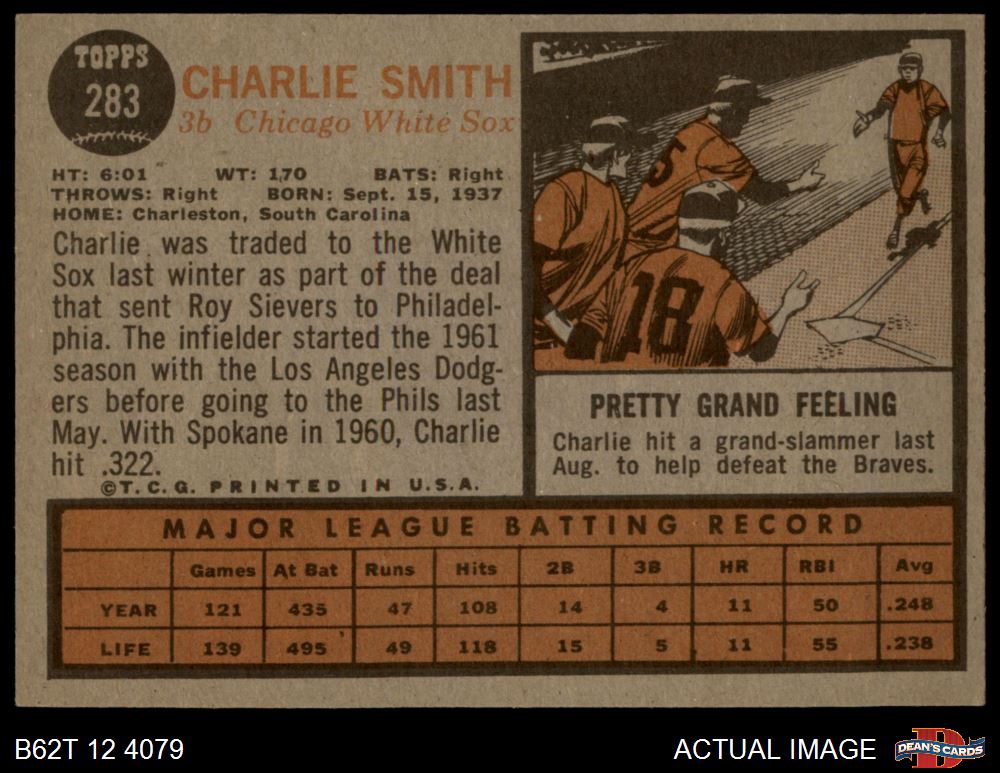 TOPPS
283
CHARLIE SMITH
3b Chicago White Sox
HT: 6:01 WT: 170 BATS: Right
THROWS: Right BORN: Sept. 15, 1937
HOME: Charleston, South Carolina
Charlie was traded to the White
Sox last winter as part of the deal
that sent Roy Sievers to Philadel-
phia. The infielder started the 1961
season with the Los Angeles Dodg-
ers before going to the Phils last
May. With Spokane in 1960, Charlie
hit .322.
©T.C.G. PRINTED IN U.S.A.
5
18
PRETTY GRAND FEELING
Charlie hit a grand-slammer last
Aug. to help defeat the Braves.
MAJOR LEAGUE BATTING RECORD
Games At Bat Runs Hits 2B 3B HR RBI Avg
YEAR 121 435 47 108 14 4 11 50 .248
LIFE 139 495 49 118 15 5 11 55 .238
B62T 12 4079
ACTUAL IMAGE
D
DEAN'S CARDS